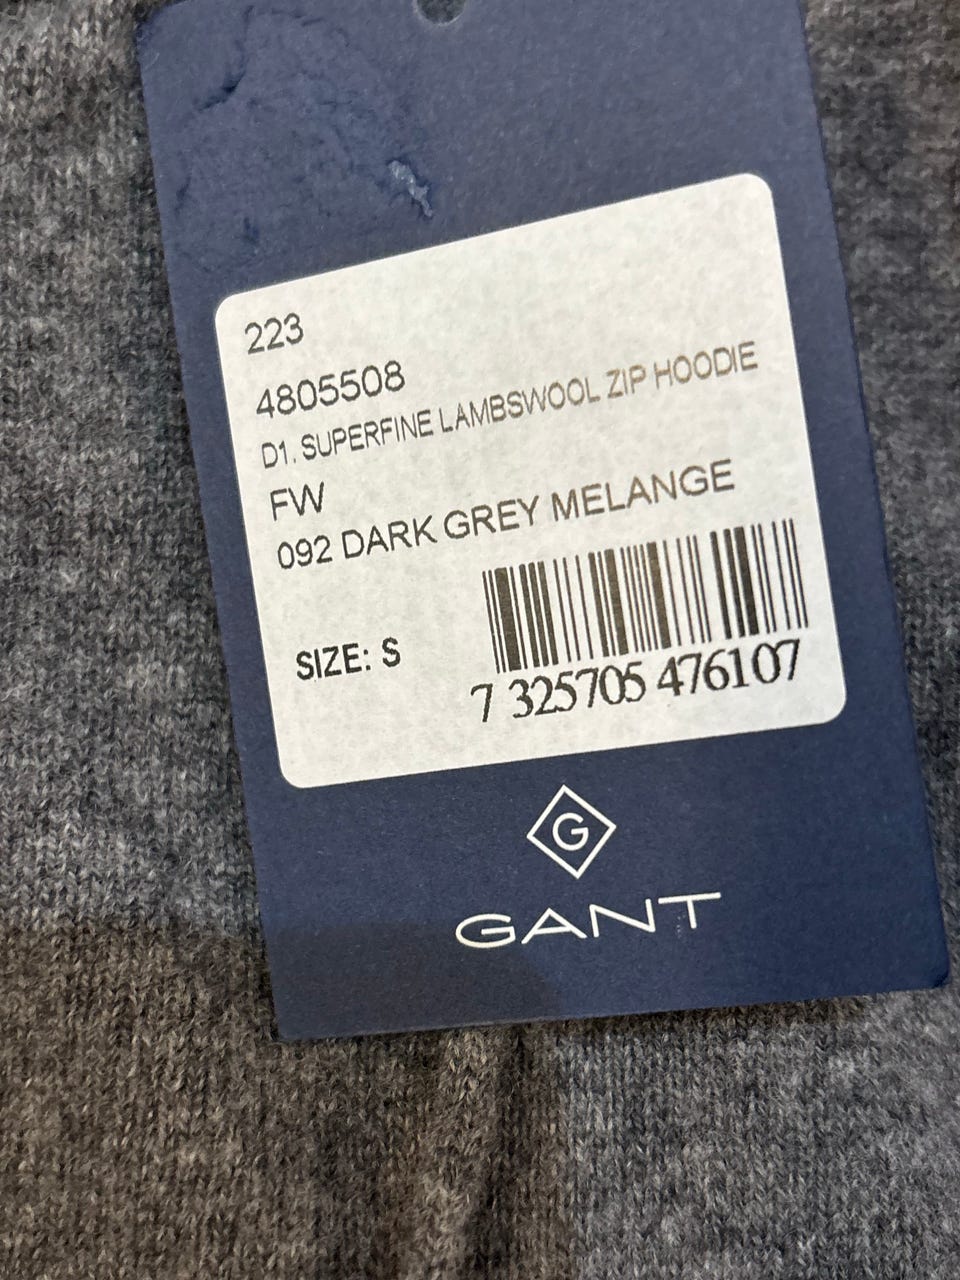 223
4805508
D1. SUPERFINE LAMBSWOOL ZIP HOODIE
FW
092 DARK GREY MELANGE
SIZE: S
7 325705 476107
G
GANT